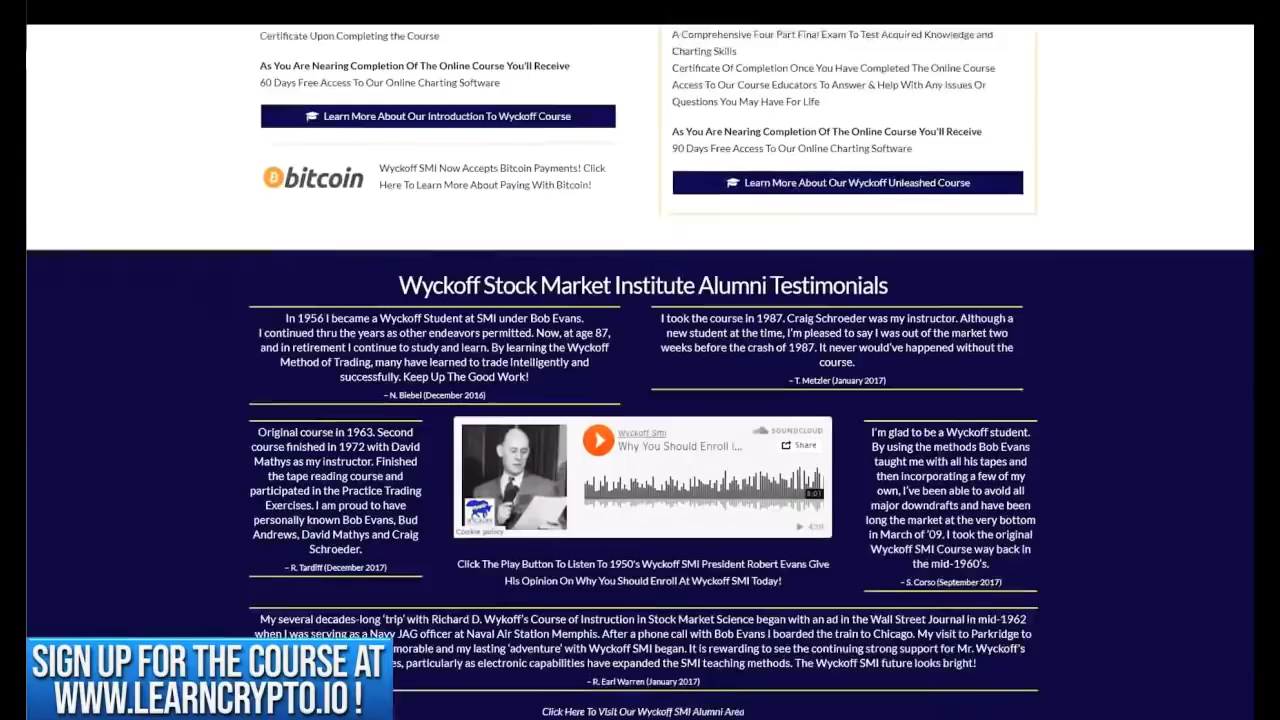 Certificate Upon Completing the Course
As You Are Nearing Completion Of The Online Course You'll Receive
60 Days Free Access To Our Online Charting Software
Learn More About Our Introduction To Wyckoff Course
bitcoin
Wyckoff SMI Now Accepts Bitcoin Payments! Click
Here To Learn More About Paying With Bitcoin!
A Comprehensive Four Part Final Exam To Test Acquired Knowledge and
Charting Skills
Certificate Of Completion Once You Have Completed The Online Course
Access To Our Course Educators To Answer & Help With Any Issues Or
Questions You May Have For Life
As You Are Nearing Completion Of The Online Course You'll Receive
90 Days Free Access To Our Online Charting Software
Learn More About Our Wyckoff Unleashed Course
Wyckoff Stock Market Institute Alumni Testimonials
In 1956 I became a Wyckoff Student at SMI under Bob Evans.
I continued thru the years as other endeavors permitted. Now, at age 87,
and in retirement I continue to study and learn. By learning the Wyckoff
Method of Trading, many have learned to trade intelligently and
successfully. Keep Up The Good Work!
– N. Biebel (December 2016)
I took the course in 1987. Craig Schroeder was my instructor. Although a
new student at the time, I'm pleased to say I was out of the market two
weeks before the crash of 1987. It never would've happened without the
course.
– T. Metzler (January 2017)
Original course in 1963. Second
course finished in 1972 with David
Mathys as my instructor. Finished
the tape reading course and
participated in the Practice Trading
Exercises. I am proud to have
personally known Bob Evans, Bud
Andrews, David Mathys and Craig
Schroeder.
– R. Tardiff (December 2017)
Wyckoff SMI
Why You Should Enroll I...
SOUNDCLOUD
Share
WYCKOFF
Cookie policy
Click The Play Button To Listen To 1950's Wyckoff SMI President Robert Evans Give
His Opinion On Why You Should Enroll At Wyckoff SMI Today!
I'm glad to be a Wyckoff student.
By using the methods Bob Evans
taught me with all his tapes and
then incorporating a few of my
own, I've been able to avoid all
major downdrafts and have been
long the market at the very bottom
in March of '09. I took the original
Wyckoff SMI Course way back in
the mid-1960's.
– S. Corso (September 2017)
My several decades-long 'trip' with Richard D. Wykoff's Course of Instruction in Stock Market Science began with an ad in the Wall Street Journal in mid-1962
when I was serving as a Navy JAG officer at Naval Air Station Memphis. After a phone call with Bob Evans I boarded the train to Chicago. My visit to Parkridge to
morable and my lasting 'adventure' with Wyckoff SMI began. It is rewarding to see the continuing strong support for Mr. Wyckoff's
es, particularly as electronic capabilities have expanded the SMI teaching methods. The Wyckoff SMI future looks bright!
– R. Earl Warren (January 2017)
Click Here To Visit Our Wyckoff SMI Alumni Area
SIGN UP FOR THE COURSE AT
WWW.LEARNCRYPTO.IO !